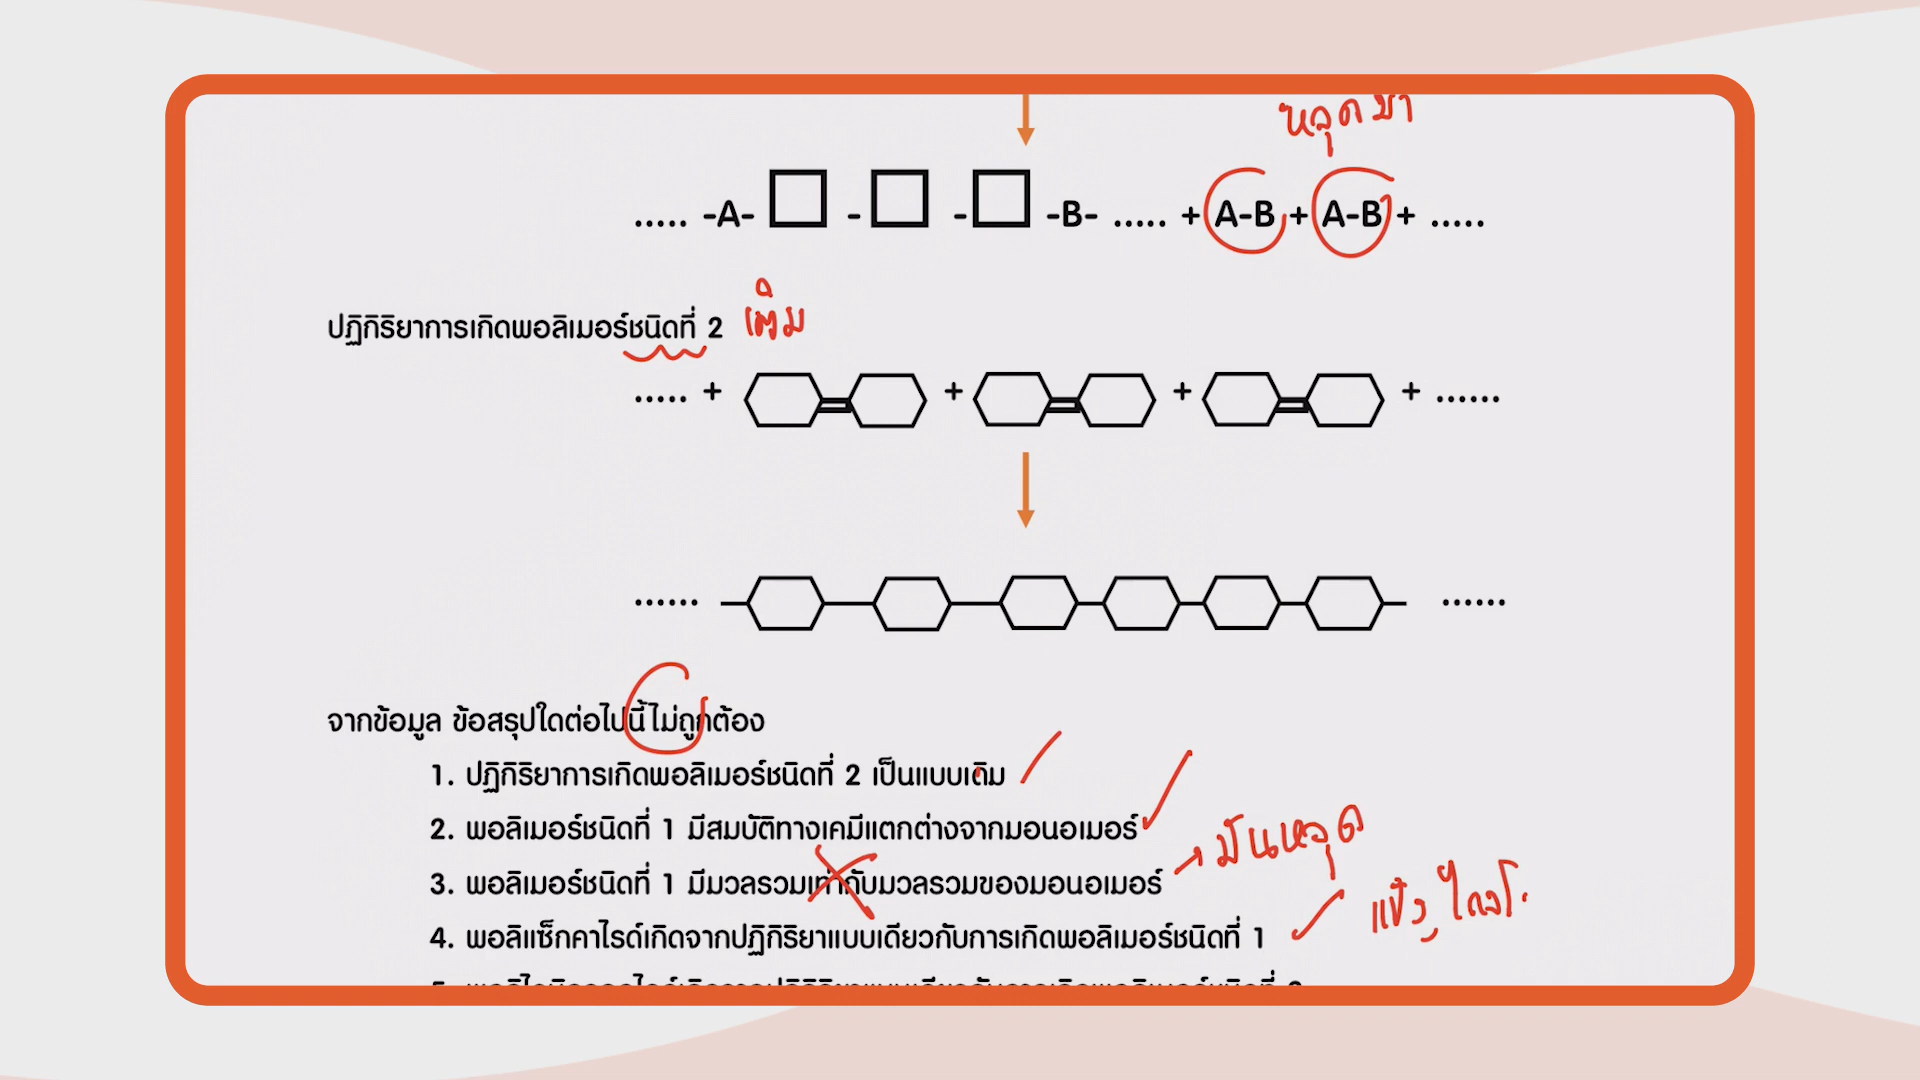 หลุดมา
..... -A- - - -B- ..... + A-B + A-B + .....
ปฏิกิริยาการเกิดพอลิเมอร์ชนิดที่ 2 เติม
..... + + + + ......
...... ......
จากข้อมูล ข้อสรุปใดต่อไปนี้ไม่ถูกต้อง
1. ปฏิกิริยาการเกิดพอลิเมอร์ชนิดที่ 2 เป็นแบบเติม
2. พอลิเมอร์ชนิดที่ 1 มีสมบัติทางเคมีแตกต่างจากมอนอเมอร์
3. พอลิเมอร์ชนิดที่ 1 มีมวลรวมเท่ากับมวลรวมของมอนอเมอร์ → มันหลุด
4. พอลิแซ็กคาไรด์เกิดจากปฏิกิริยาแบบเดียวกับการเกิดพอลิเมอร์ชนิดที่ 1 แป้ง,